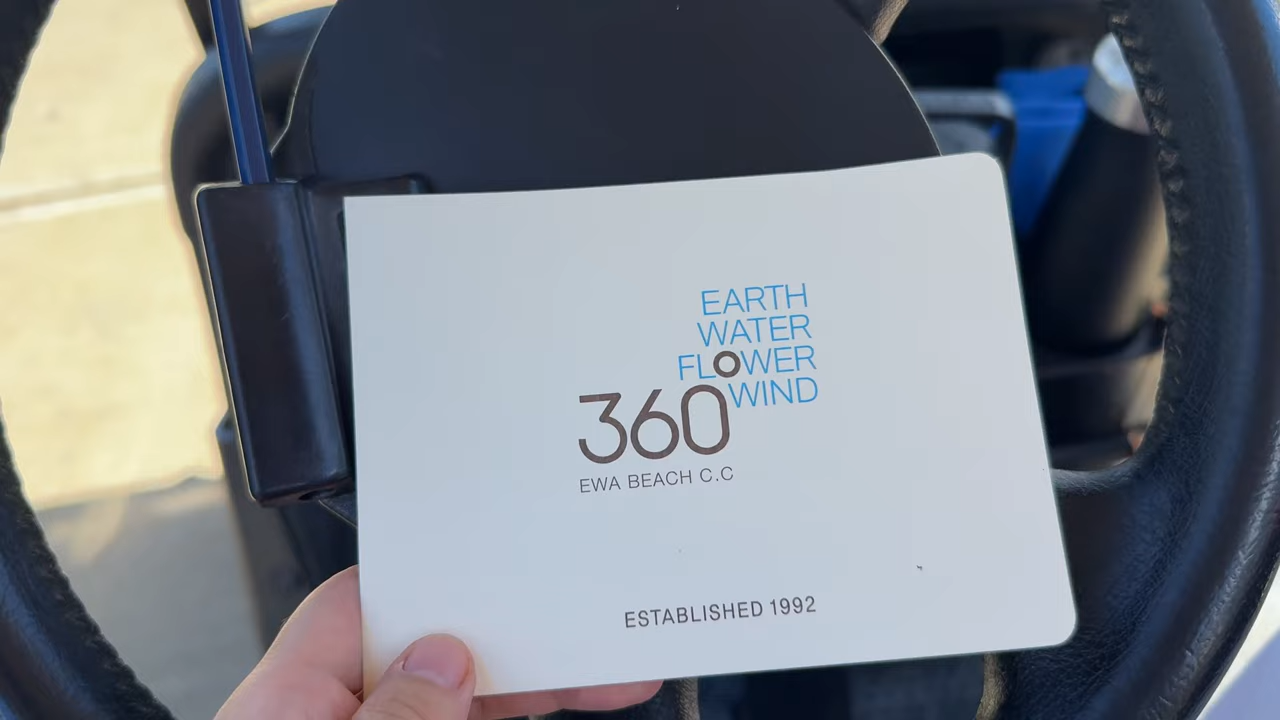 EARTH
WATER
FLOWER
WIND
360
EWA BEACH C.C
ESTABLISHED 1992